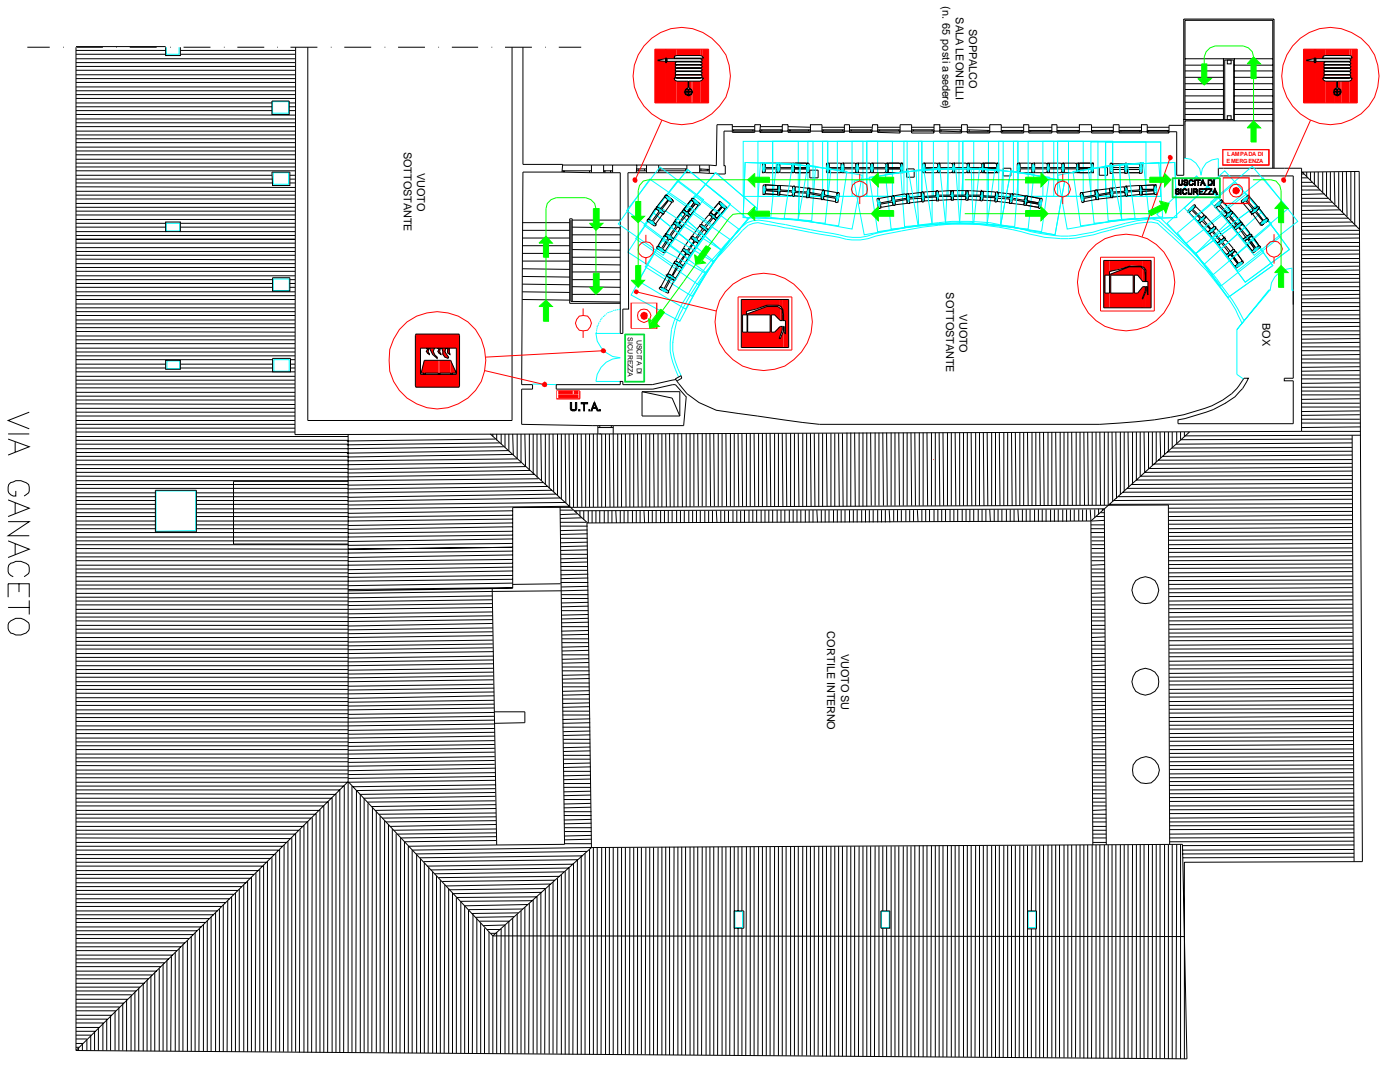 SOPPALCO
SALA LEONELLI
(n. 65 posti a sedere)
LAMPADA DI
EMERGENZA
USCITA DI
SICUREZZA
VUOTO
SOTTOSTANTE
VUOTO
SOTTOSTANTE
BOX
USCITA DI
SICUREZZA
U.T.A.
VIA GANACETO
VUOTO SU
CORTILE INTERNO